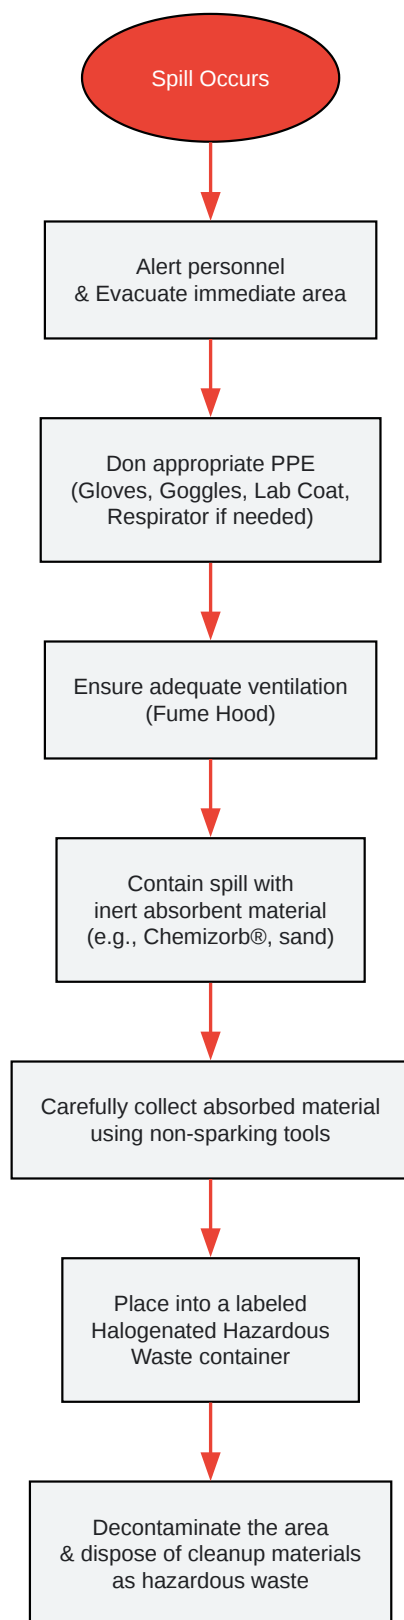 Spill Occurs
Alert personnel
& Evacuate immediate area
Don appropriate PPE
(Gloves, Goggles, Lab Coat,
Respirator if needed)
Ensure adequate ventilation
(Fume Hood)
Contain spill with
inert absorbent material
(e.g., Chemizorb®, sand)
Carefully collect absorbed material
using non-sparking tools
Place into a labeled
Halogenated Hazardous
Waste container
Decontaminate the area
& dispose of cleanup materials
as hazardous waste